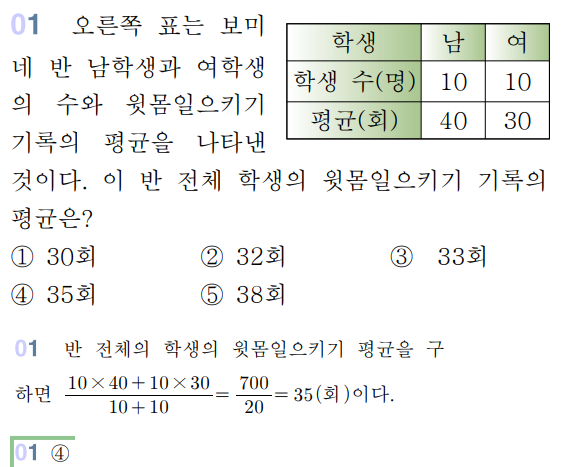 01 오른쪽 표는 보미
네 반 남학생과 여학생
의 수와 윗몸일으키기
기록의 평균을 나타낸
것이다. 이 반 전체 학생의 윗몸일으키기 기록의
평균은?
학생 남 여
학생 수(명) 10 10
평균(회) 40 30
① 30회 ② 32회 ③ 33회
④ 35회 ⑤ 38회
01 반 전체의 학생의 윗몸일으키기 평균을 구
하면 (10×40+10×30)/(10+10) = 700/20 = 35(회)이다.
01 ④